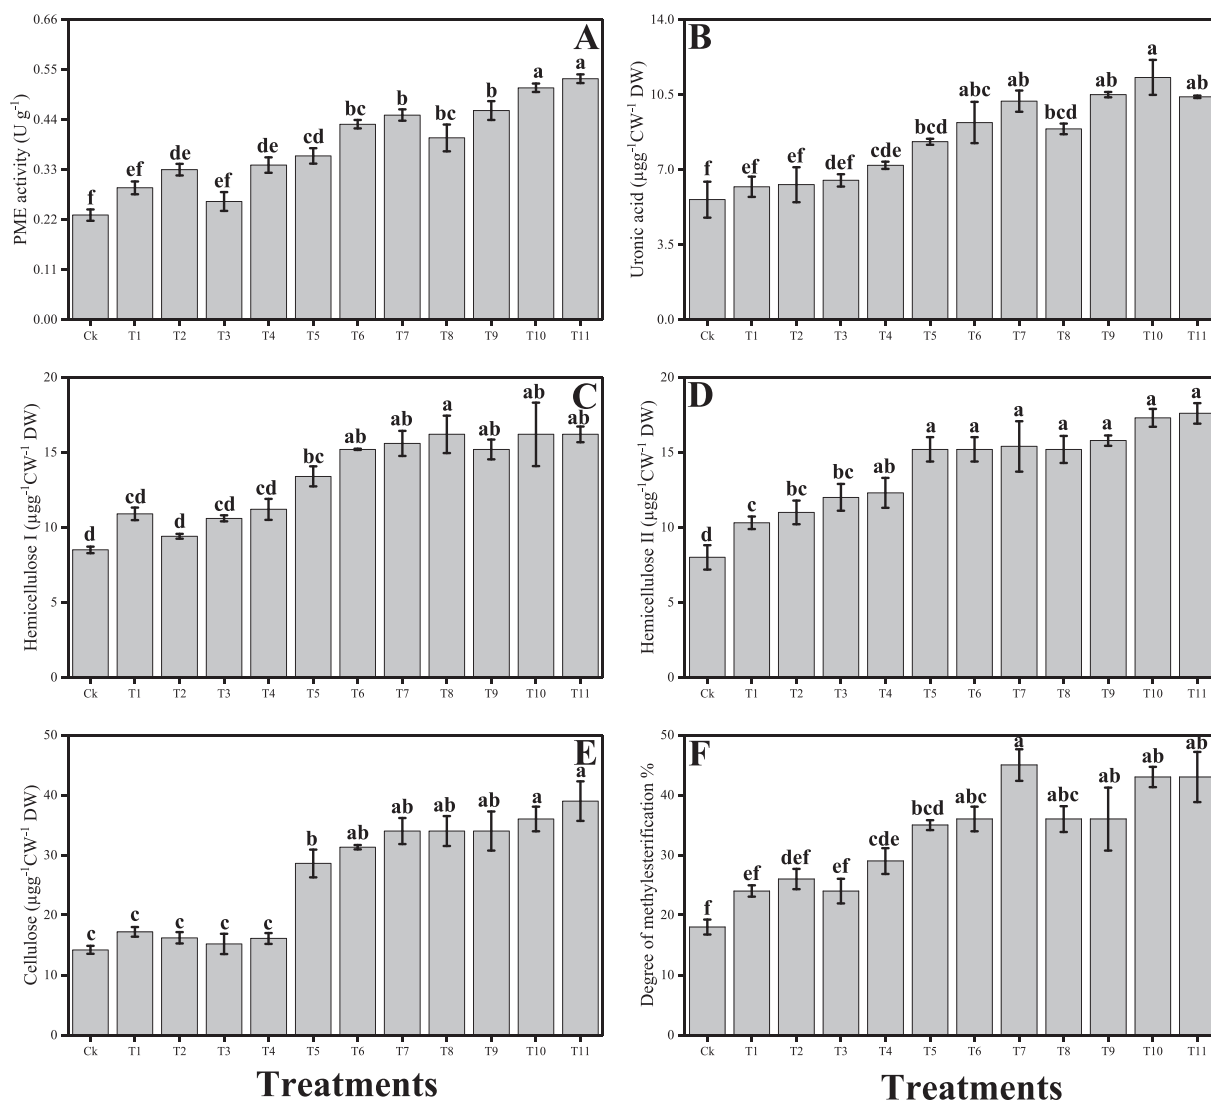 A
PME activity (U g⁻¹)
0.66
0.55
0.44
0.33
0.22
0.11
0.00
f ef de ef de cd bc b bc b a a
Ck T1 T2 T3 T4 T5 T6 T7 T8 T9 T10 T11
B
Uronic acid (µgg⁻¹CW⁻¹ DW)
14.0
10.5
7.0
3.5
0.0
f ef ef def cde bcd abc ab bcd ab a ab
Ck T1 T2 T3 T4 T5 T6 T7 T8 T9 T10 T11
C
Hemicellulose I (µgg⁻¹CW⁻¹ DW)
20
15
10
5
0
d cd d cd cd bc ab ab a ab ab ab
Ck T1 T2 T3 T4 T5 T6 T7 T8 T9 T10 T11
D
Hemicellulose II (µgg⁻¹CW⁻¹ DW)
20
15
10
5
0
d c bc bc ab a a a a a a a
Ck T1 T2 T3 T4 T5 T6 T7 T8 T9 T10 T11
E
Cellulose (µgg⁻¹CW⁻¹ DW)
50
40
30
20
10
0
c c c c c b ab ab ab ab a a
Ck T1 T2 T3 T4 T5 T6 T7 T8 T9 T10 T11
Treatments
F
Degree of methylesterification %
50
40
30
20
10
0
f ef def ef cde bcd abc a abc ab ab ab
Ck T1 T2 T3 T4 T5 T6 T7 T8 T9 T10 T11
Treatments